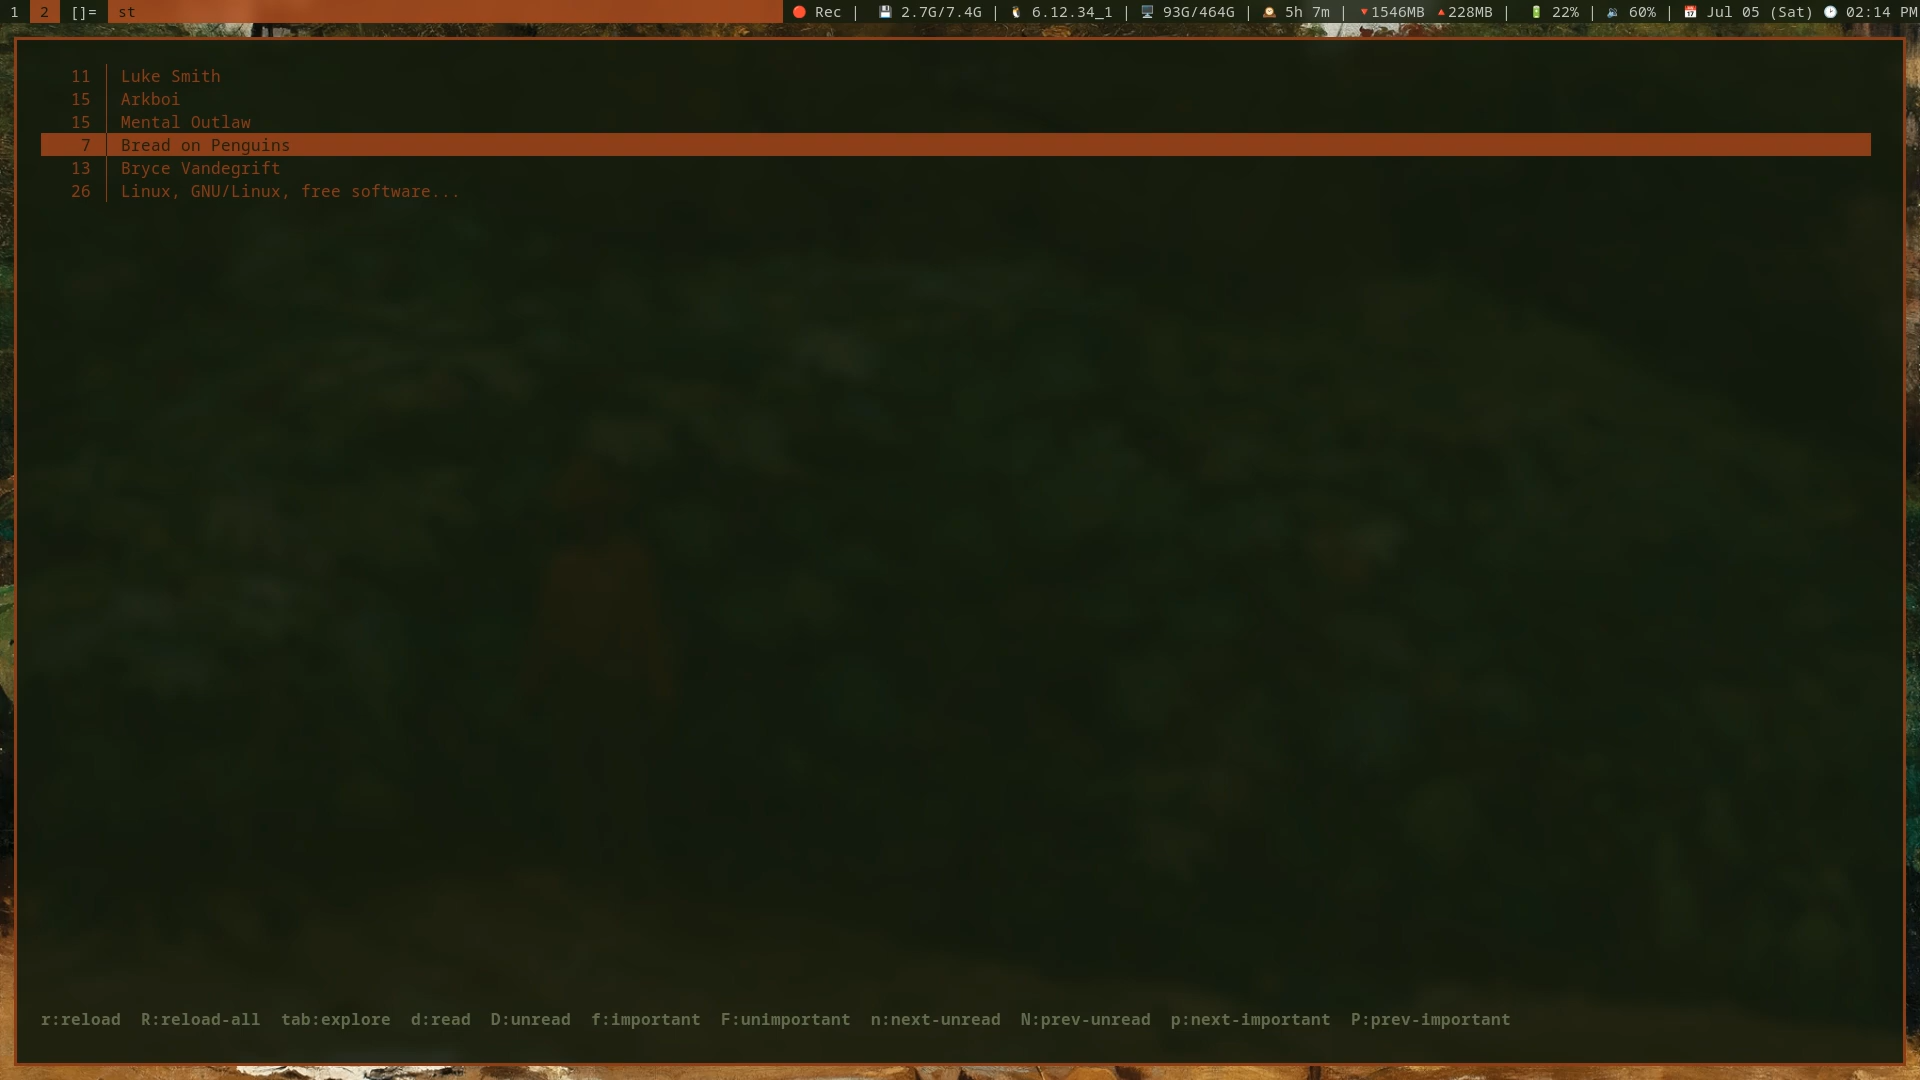 1 2 []= st Rec | 2.7G/7.4G | 6.12.34_1 | 93G/464G | 5h 7m | 🔻1546MB 🔺228MB | 22% | 60% | Jul 05 (Sat) 02:14 PM
11 Luke Smith
15 Arkboi
15 Mental Outlaw
7 Bread on Penguins
13 Bryce Vandegrift
26 Linux, GNU/Linux, free software...
r:reload R:reload-all tab:explore d:read D:unread f:important F:unimportant n:next-unread N:prev-unread p:next-important P:prev-important